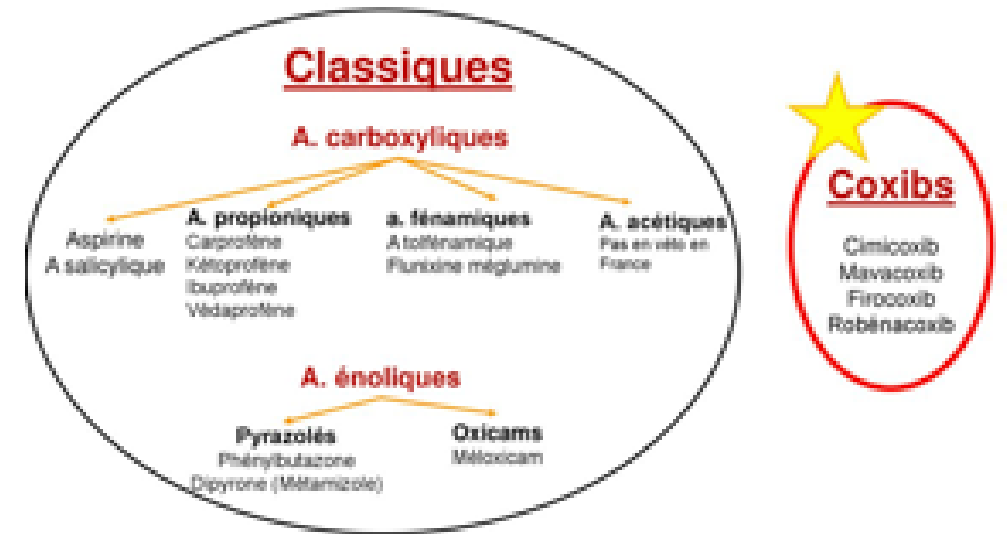 Classiques
A. carboxyliques
Aspirine
A salicylique
A. propioniques
Carprofène
Kétoprofène
Ibuprofène
Védaprofène
a. fénamiques
A tolfénamique
Flunixine méglumine
A. acétiques
Pas en véto en
France
A. énoliques
Pyrazolés
Phénylbutazone
Dipyrone (Métamizole)
Oxicams
Méloxicam
Coxibs
Cimicoxib
Mavacoxib
Firocoxib
Robénacoxib